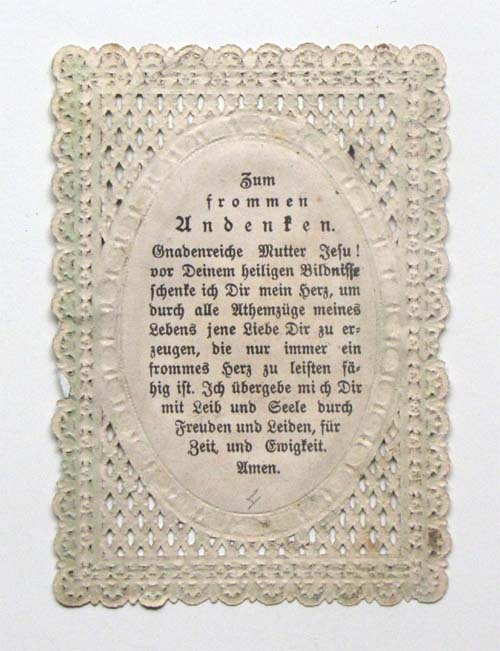 Zum
frommen
Andenken.
Gnadenreiche Mutter Jesu!
vor Deinem heiligen Bildnisse
schenke ich Dir mein Herz, um
durch alle Athemzüge meines
Lebens jene Liebe Dir zu er-
zeugen, die nur immer ein
frommes Herz zu leisten fä-
hig ist. Ich übergebe mich Dir
mit Leib und Seele durch
Freuden und Leiden, für
Zeit, und Ewigkeit.
Amen.